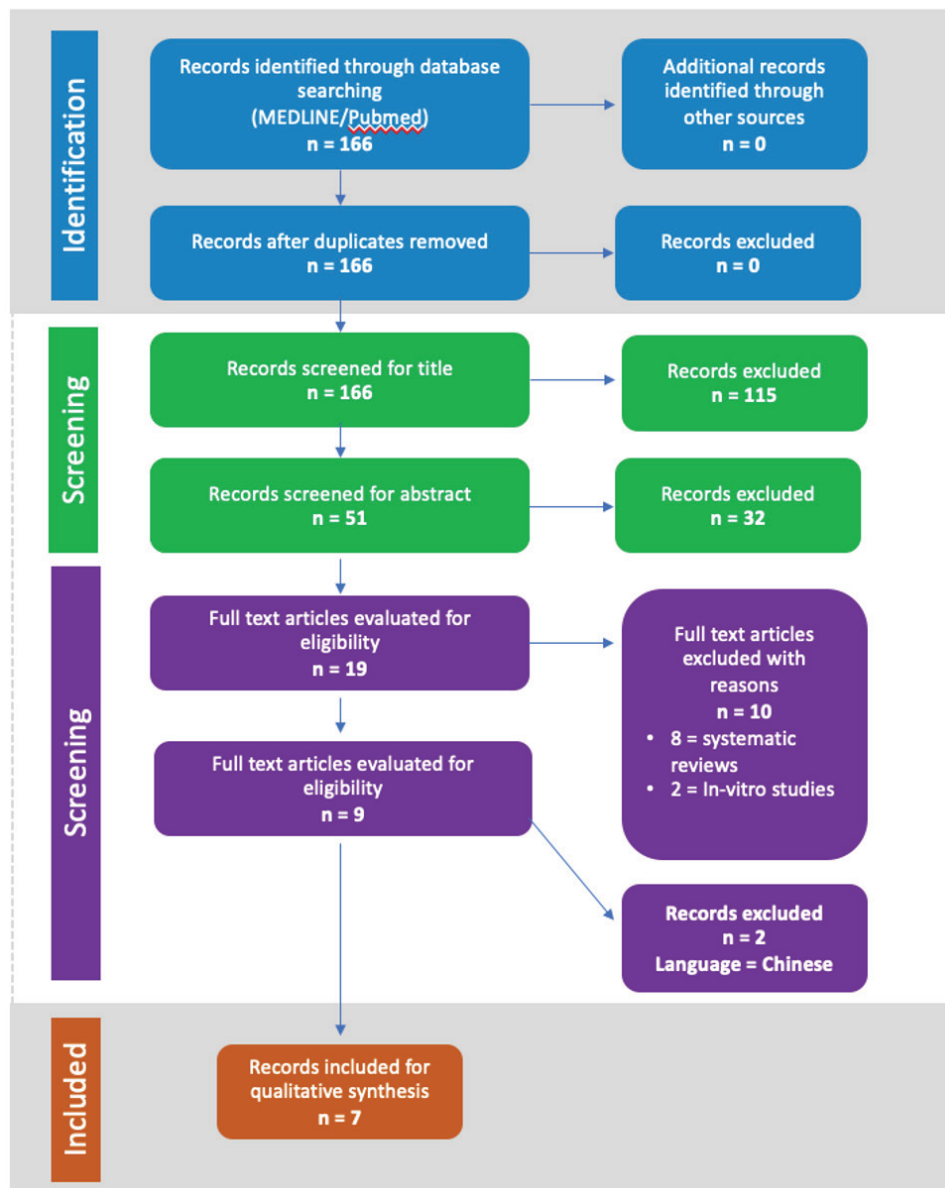 Identification
Records identified through database
searching
(MEDLINE/Pubmed)
n = 166
Additional records
identified through
other sources
n = 0
Records after duplicates removed
n = 166
Records excluded
n = 0
Screening
Records screened for title
n = 166
Records excluded
n = 115
Records screened for abstract
n = 51
Records excluded
n = 32
Screening
Full text articles evaluated for
eligibility
n = 19
Full text articles
excluded with
reasons
n = 10
• 8 = systematic
reviews
• 2 = In-vitro studies
Full text articles evaluated for
eligibility
n = 9
Records excluded
n = 2
Language = Chinese
Included
Records included for
qualitative synthesis
n = 7